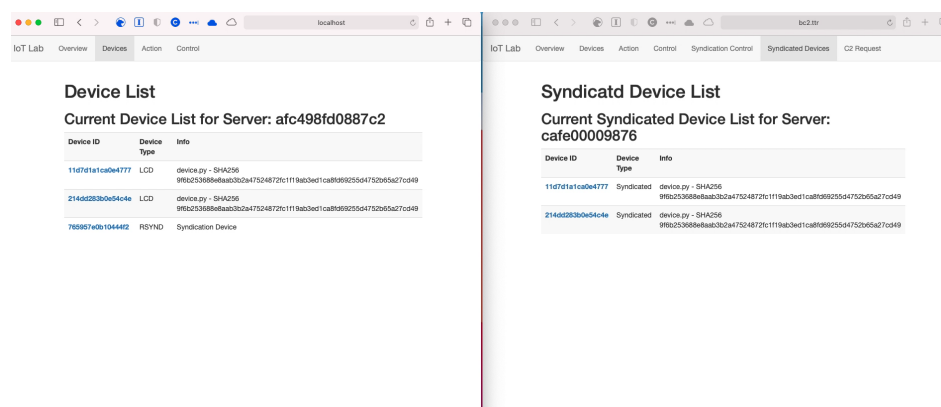 localhost
IoT Lab Overview Devices Action Control
Device List
Current Device List for Server: afc498fd0887c2
Device ID Device Type Info
11d7d1a1ca0e4777 LCD device.py - SHA256
9f6b253688e8aab3b2a47524872fc1f19ab3ed1ca8fd69255d4752b65a27cd49
214dd283b0e54c4e LCD device.py - SHA256
9f6b253688e8aab3b2a47524872fc1f19ab3ed1ca8fd69255d4752b65a27cd49
765957e0b10444f2 RSYND Syndication Device
bc2.ttr
IoT Lab Overview Devices Action Control Syndication Control Syndicated Devices C2 Request
Syndicatd Device List
Current Syndicated Device List for Server:
cafe00009876
Device ID Device Type Info
11d7d1a1ca0e4777 Syndicated device.py - SHA256
9f6b253688e8aab3b2a47524872fc1f19ab3ed1ca8fd69255d4752b65a27cd49
214dd283b0e54c4e Syndicated device.py - SHA256
9f6b253688e8aab3b2a47524872fc1f19ab3ed1ca8fd69255d4752b65a27cd49